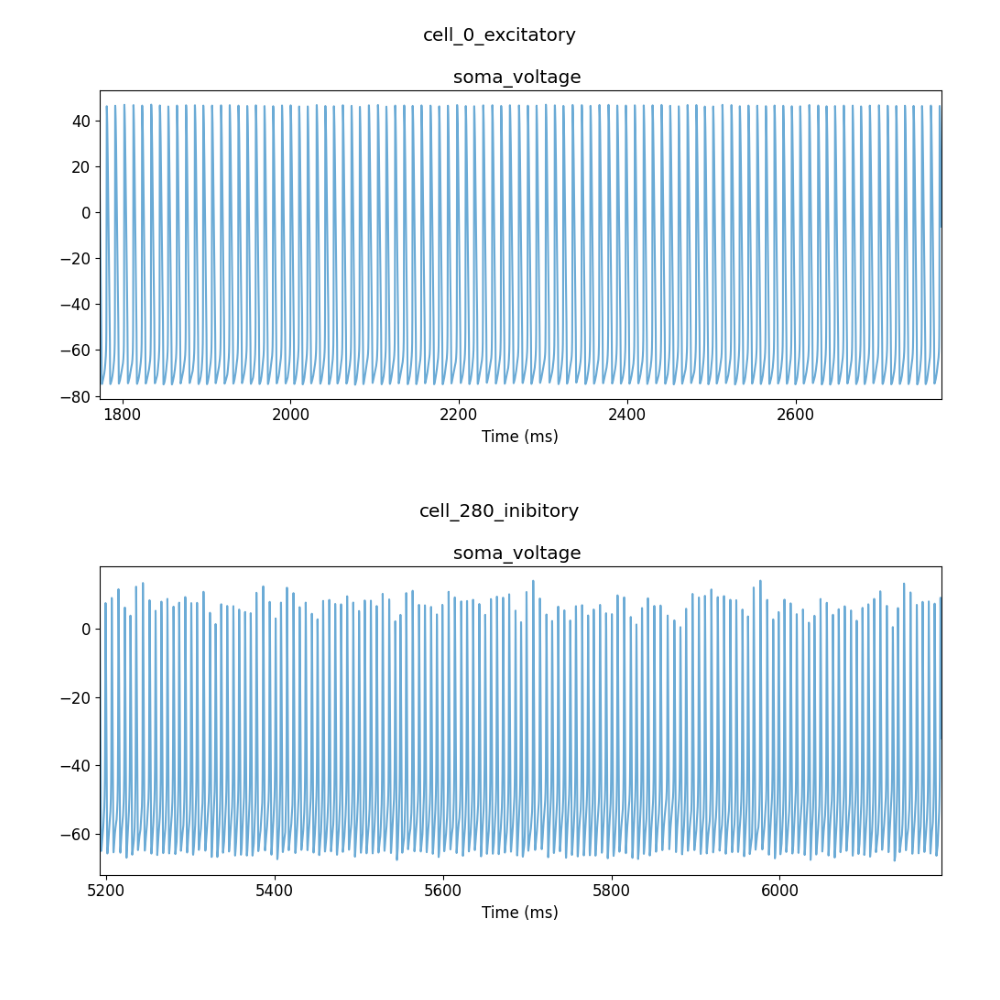 cell_0_excitatory
soma_voltage
40
20
0
−20
−40
−60
−80
1800 2000 2200 2400 2600
Time (ms)
cell_280_inibitory
soma_voltage
0
−20
−40
−60
5200 5400 5600 5800 6000
Time (ms)